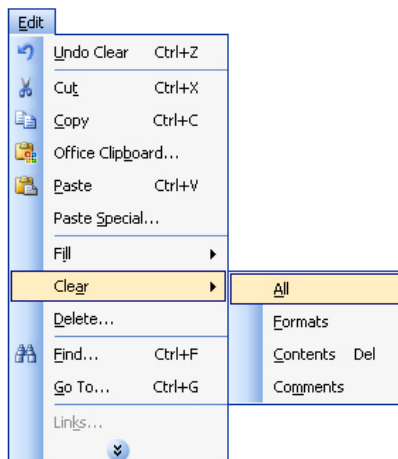 Edit
Undo Clear Ctrl+Z
Cut Ctrl+X
Copy Ctrl+C
Office Clipboard...
Paste Ctrl+V
Paste Special...
Fill
Clear
All
Delete...
Formats
Find... Ctrl+F
Contents Del
Go To... Ctrl+G
Comments
Links...